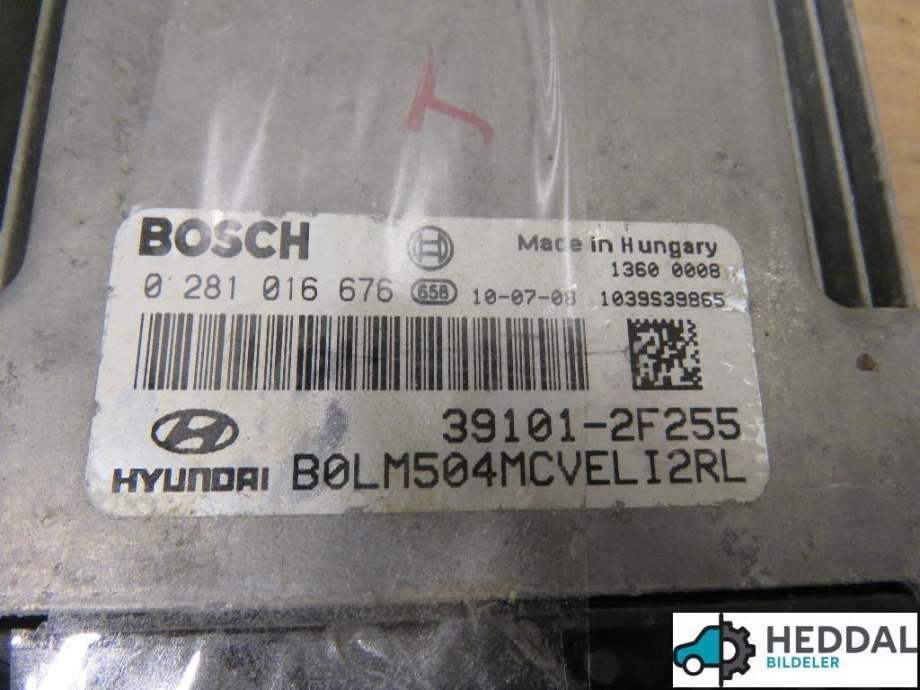 BOSCH
Made in Hungary
1360 0008
0 281 016 676 658 10-07-08 1039S39865
39101-2F255
HYUNDAI B0LM504MCVELI2RL
HEDDAL
BILDELER